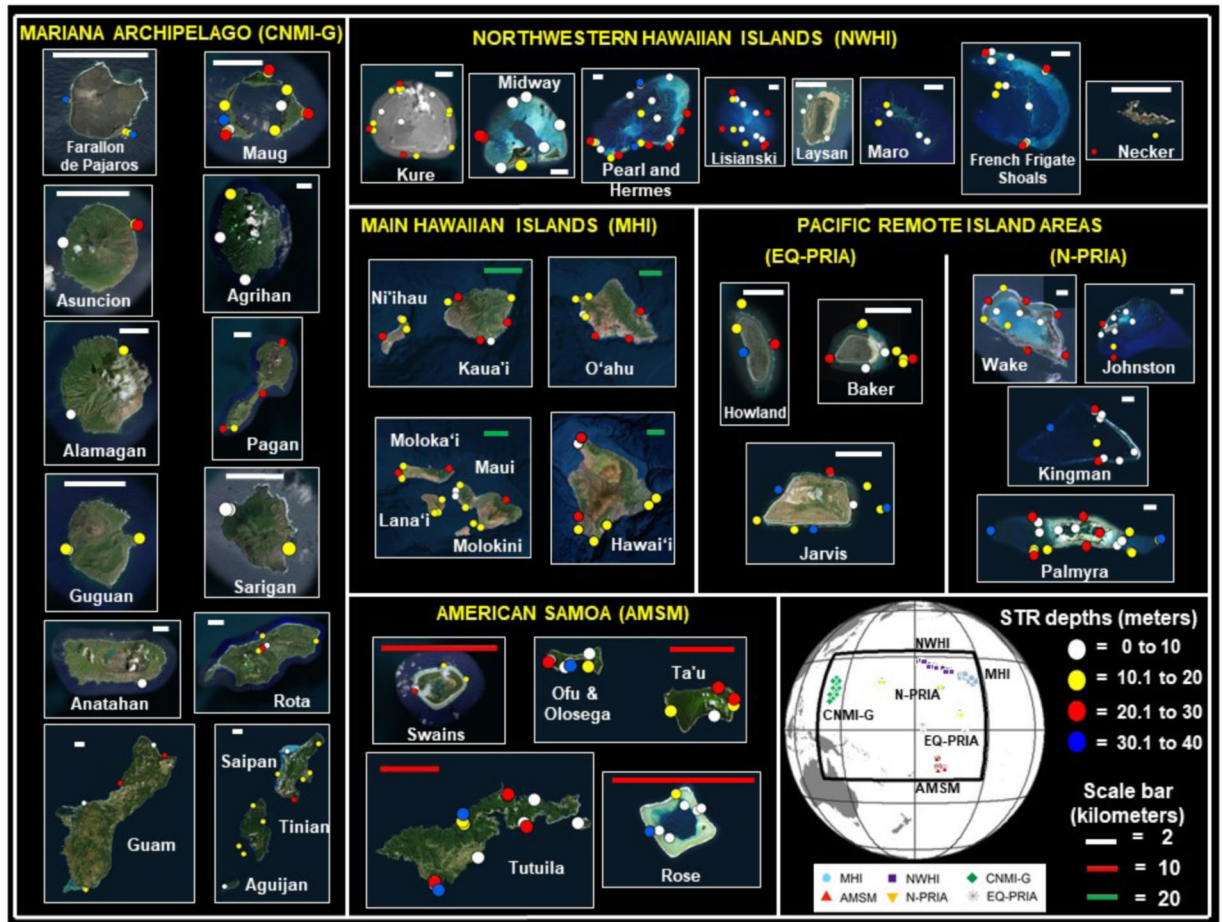 MARIANA ARCHIPELAGO (CNMI-G)
Farallon
de Pajaros
Maug
Asuncion
Agrihan
Alamagan
Pagan
Guguan
Sarigan
Anatahan
Rota
Guam
Saipan
Tinian
Aguijan
NORTHWESTERN HAWAIIAN ISLANDS (NWHI)
Kure
Midway
Pearl and
Hermes
Lisianski
Laysan
Maro
French Frigate
Shoals
Necker
MAIN HAWAIIAN ISLANDS (MHI)
Ni'ihau
Kaua'i
O‘ahu
Moloka‘i
Maui
Lana‘i
Molokini
Hawai‘i
PACIFIC REMOTE ISLAND AREAS
(EQ-PRIA)
(N-PRIA)
Howland
Baker
Jarvis
Wake
Johnston
Kingman
Palmyra
AMERICAN SAMOA (AMSM)
Swains
Ofu &
Olosega
Ta'u
Tutuila
Rose
NWHI
MHI
N-PRIA
CNMI-G
EQ-PRIA
AMSM
MHI NWHI CNMI-G
AMSM N-PRIA EQ-PRIA
STR depths (meters)
= 0 to 10
= 10.1 to 20
= 20.1 to 30
= 30.1 to 40
Scale bar
(kilometers)
= 2
= 10
= 20